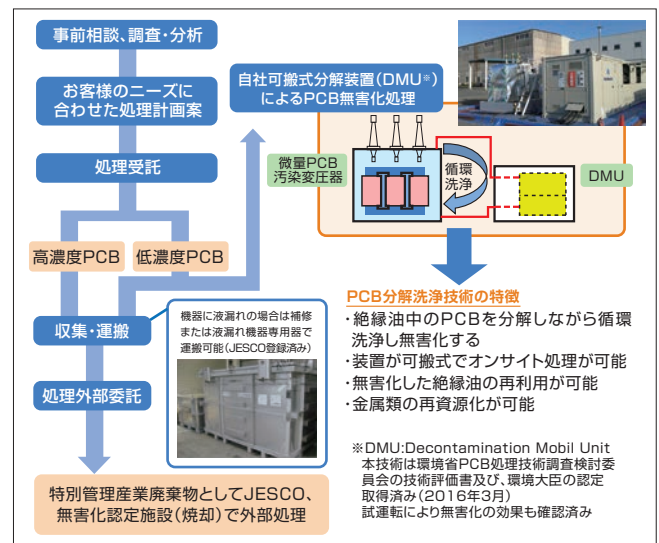 事前相談、調査・分析
お客様のニーズに
合わせた処理計画案
処理受託
高濃度PCB
低濃度PCB
収集・運搬
処理外部委託
特別管理産業廃棄物としてJESCO、
無害化認定施設(焼却)で外部処理
機器に液漏れの場合は補修
または液漏れ機器専用器で
運搬可能(JESCO登録済み)
自社可搬式分解装置(DMU※)
によるPCB無害化処理
微量PCB
汚染変圧器
循環
洗浄
DMU
PCB分解洗浄技術の特徴
・絶縁油中のPCBを分解しながら循環
洗浄し無害化する
・装置が可搬式でオンサイト処理が可能
・無害化した絶縁油の再利用が可能
・金属類の再資源化が可能
※DMU:Decontamination Mobil Unit
本技術は環境省PCB処理技術調査検討委
員会の技術評価書及び、環境大臣の認定
取得済み(2016年3月)
試運転により無害化の効果も確認済み